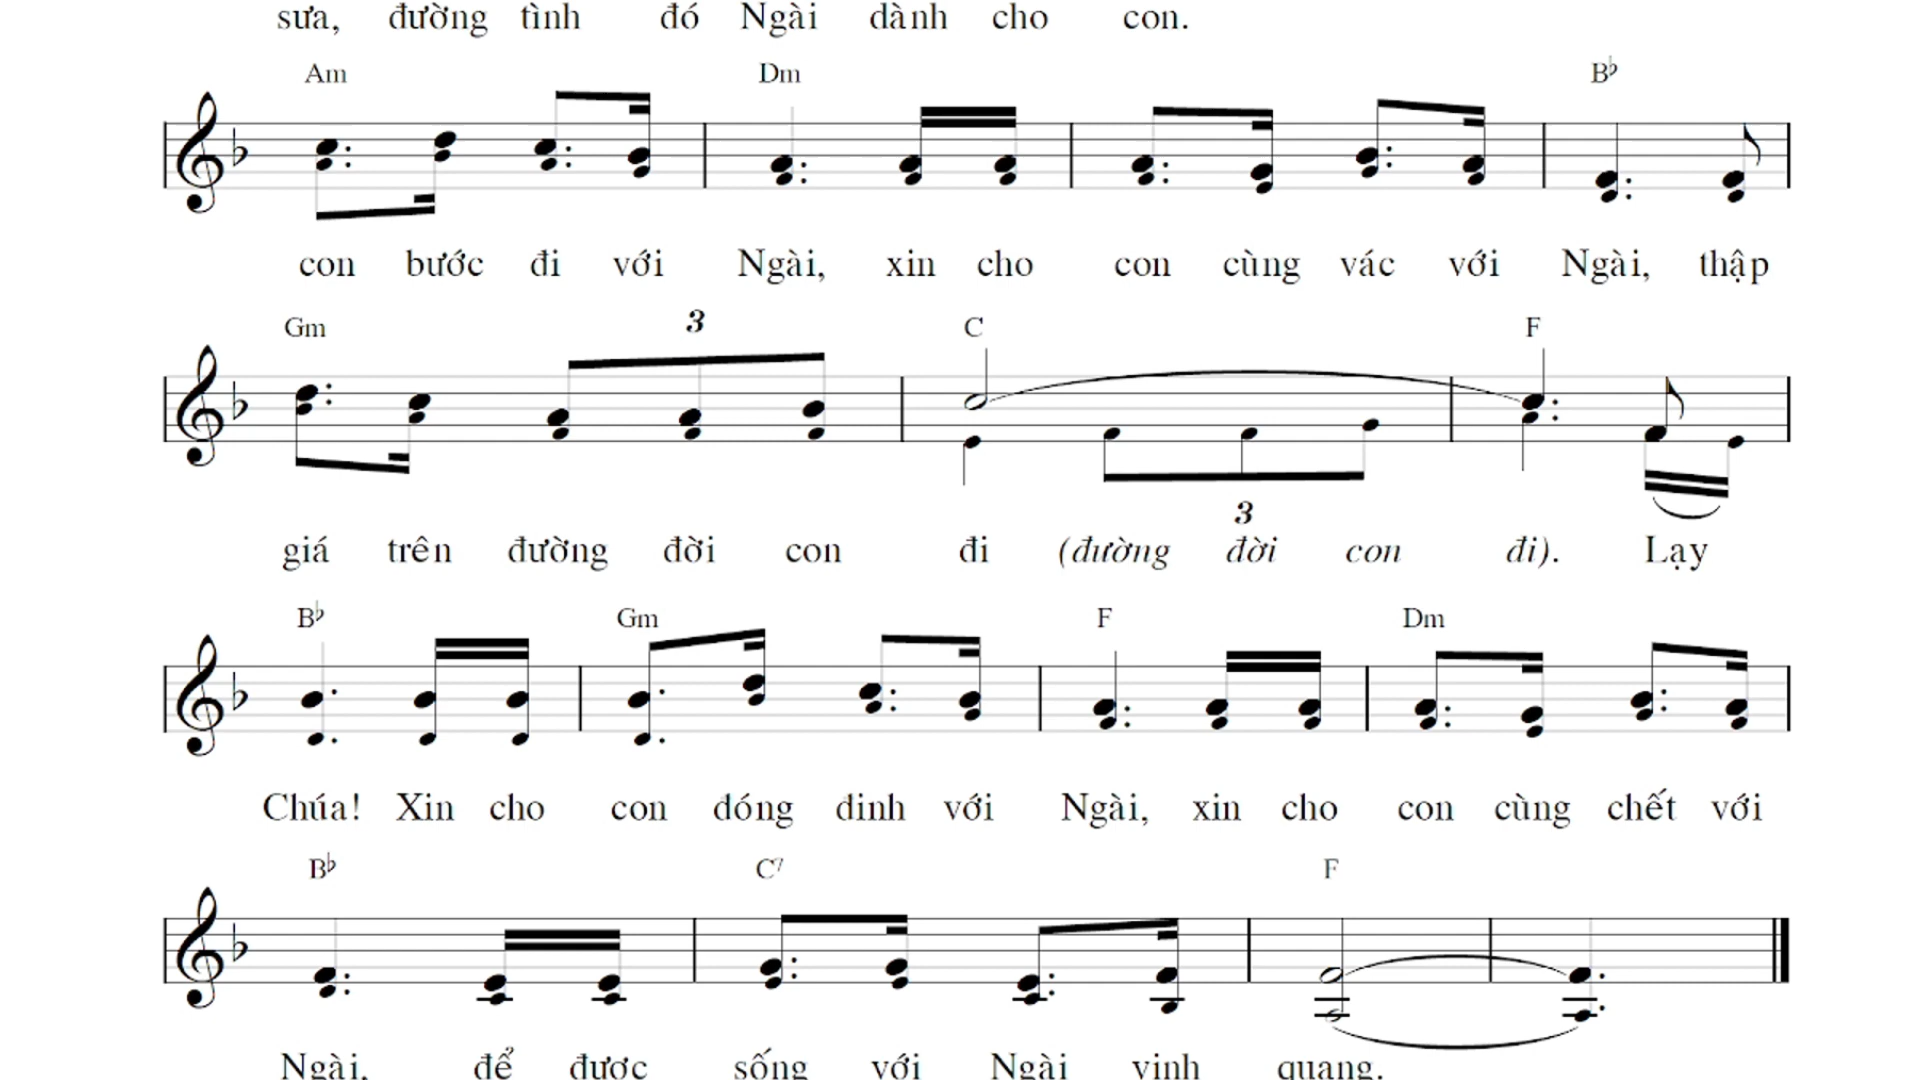 sưa, đường tình đó Ngài dành cho con.
Am Dm B♭
con bước đi với Ngài, xin cho con cùng vác với Ngài, thập
Gm 3 C F
3
giá trên đường đời con đi (đường đời con đi). Lạy
B♭ Gm F Dm
Chúa! Xin cho con đóng đinh với Ngài, xin cho con cùng chết với
B♭ C7 F
Ngài, để được sống với Ngài vinh quang.